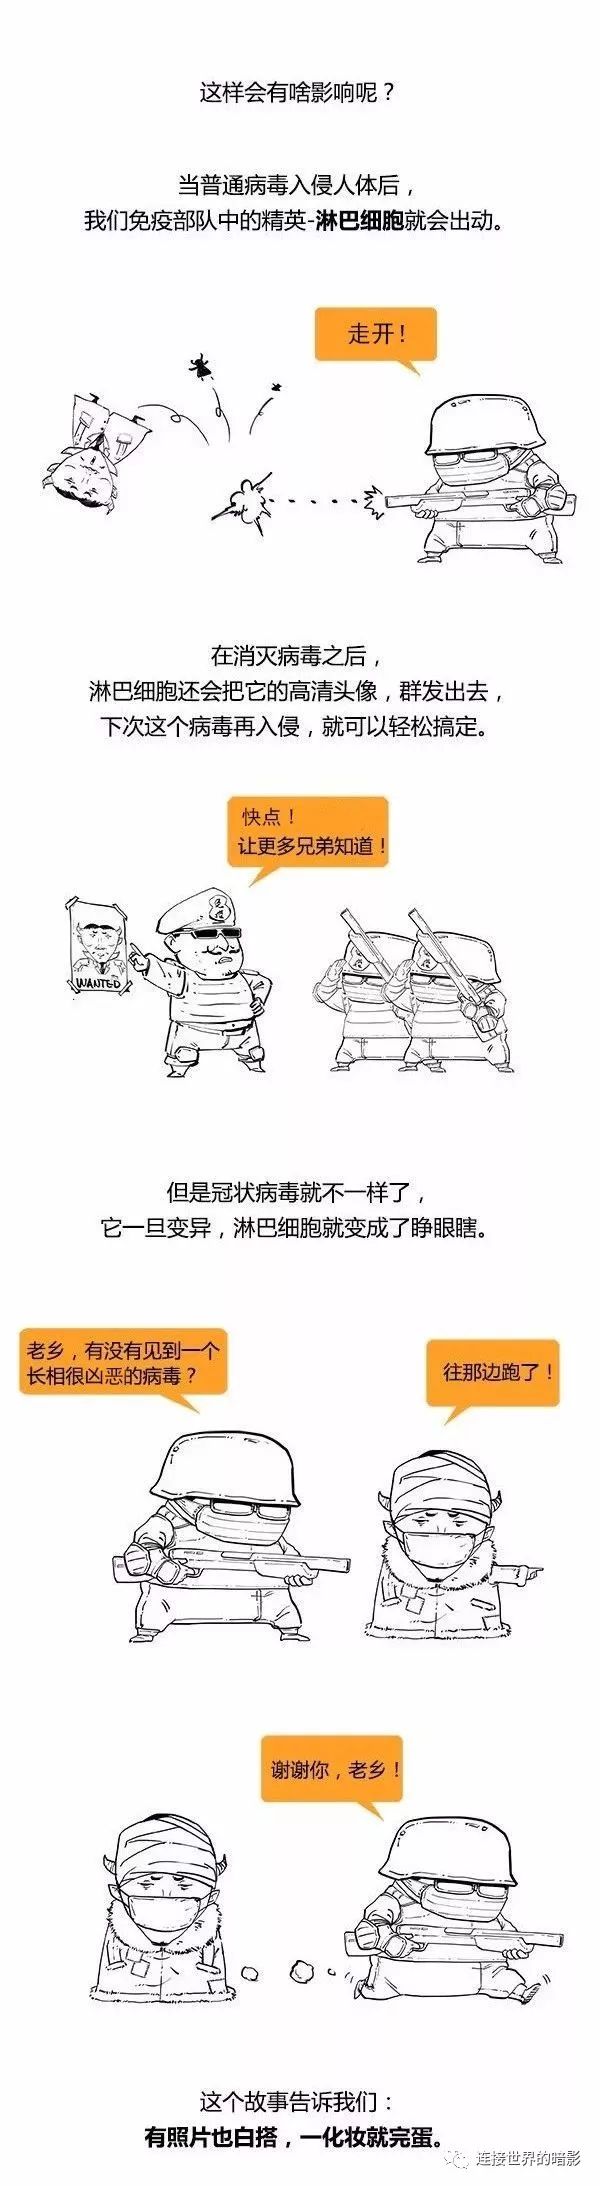 这样会有啥影响呢？
当普通病毒入侵人体后，
我们免疫部队中的精英-淋巴细胞就会出动。
走开！
在消灭病毒之后，
淋巴细胞还会把它的高清头像，群发出去，
下次这个病毒再入侵，就可以轻松搞定。
快点！
让更多兄弟知道！
WANTED
但是冠状病毒就不一样了，
它一旦变异，淋巴细胞就变成了睁眼瞎。
老乡，有没有见到一个
长相很凶恶的病毒？
往那边跑了！
谢谢你，老乡！
这个故事告诉我们：
有照片也白搭，一化妆就完蛋。
连接世界的暗影